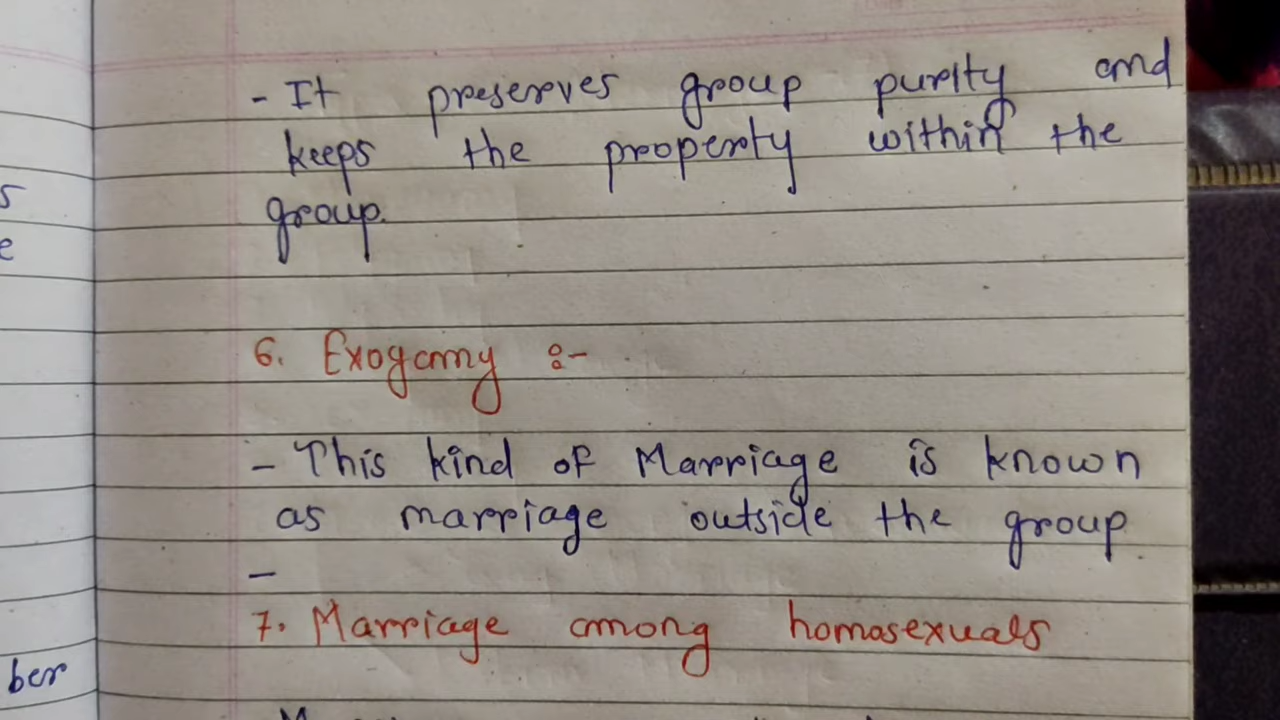 - It preserves group purity and
keeps the property within the
group.
6. Exogamy :-
- This kind of Marriage is known
as marriage outside the group
-
7. Marriage among homosexuals
s
e
ber